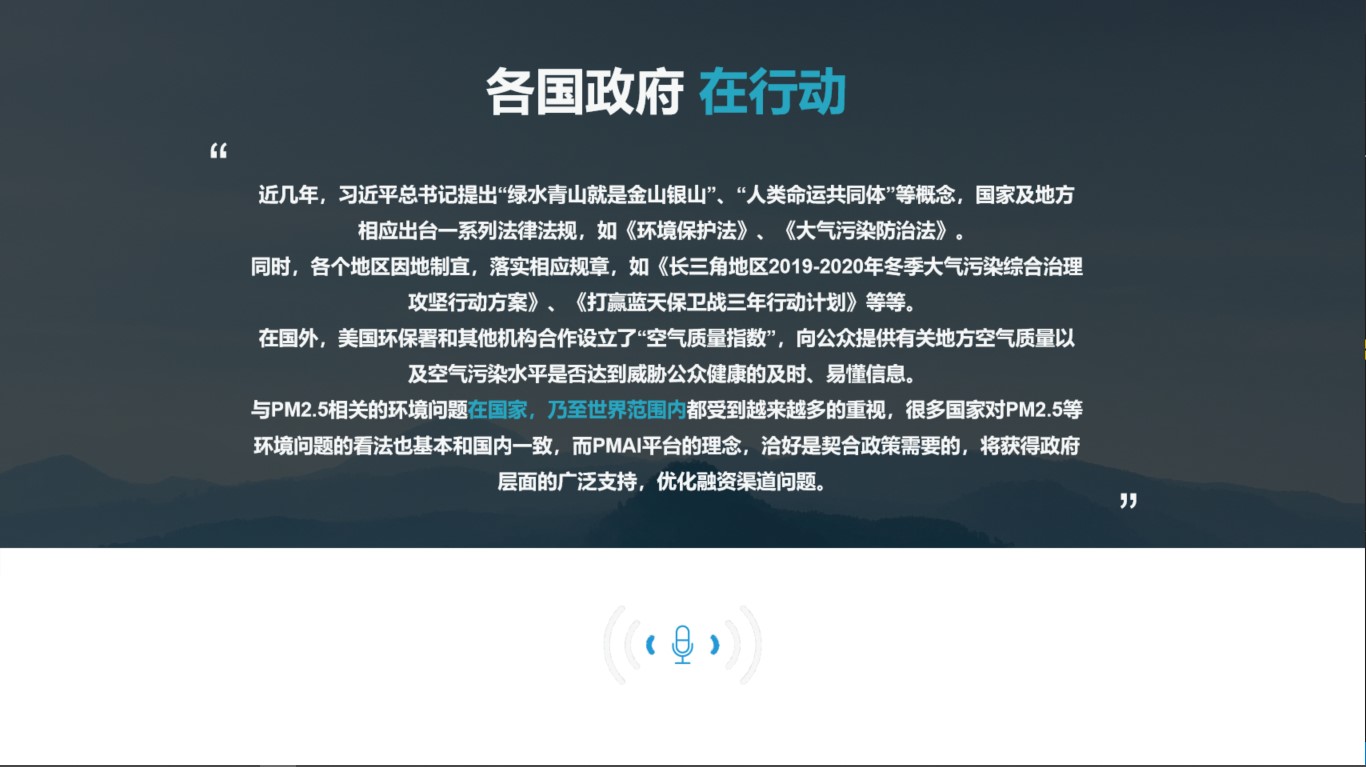 各国政府 在行动
“
近几年，习近平总书记提出“绿水青山就是金山银山”、“人类命运共同体”等概念，国家及地方
相应出台一系列法律法规，如《环境保护法》、《大气污染防治法》。
同时，各个地区因地制宜，落实相应规章，如《长三角地区2019-2020年冬季大气污染综合治理
攻坚行动方案》、《打赢蓝天保卫战三年行动计划》等等。
在国外，美国环保署和其他机构合作设立了“空气质量指数”，向公众提供有关地方空气质量以
及空气污染水平是否达到威胁公众健康的及时、易懂信息。
与PM2.5相关的环境问题在国家，乃至世界范围内都受到越来越多的重视，很多国家对PM2.5等
环境问题的看法也基本和国内一致，而PMAI平台的理念，洽好是契合政策需要的，将获得政府
层面的广泛支持，优化融资渠道问题。
”